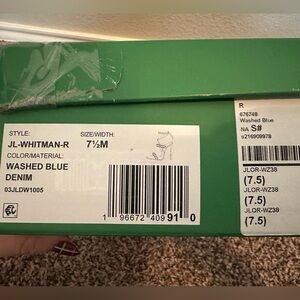 STYLE:
SIZE/WIDTH:
JL-WHITMAN-R
7½M
COLOR/MATERIAL:
WASHED BLUE
DENIM
03JLDW1005
1 96672 40991 0
R
676748
Washed Blue
NA S#
s216909978
JLOR-WZ38
(7.5)
JLOR-WZ38
(7.5)
JLOR-WZ38
(7.5)